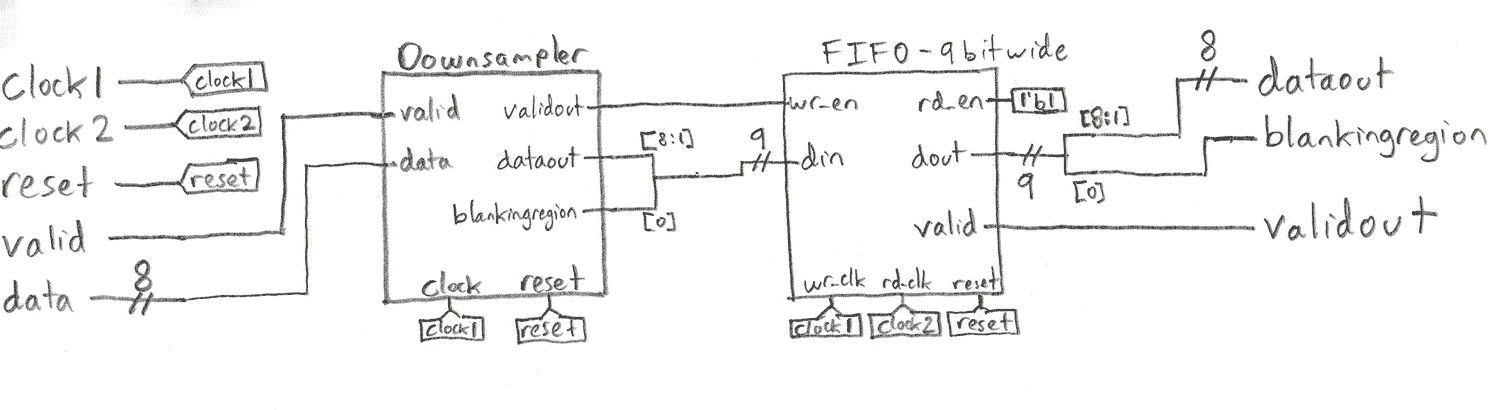 Downsampler
FIFO-9bitwide
clock1 clock1
clock2 clock2
reset reset
valid
data 8
valid validout
data dataout
blankingregion
clock reset
clock1 reset
[8:1]
[0]
9
wr_en rd_en 1'b1
din dout
valid
wr_clk rd_clk reset
clock1 clock2 reset
9
[8:1]
[0]
8
dataout
blankingregion
validout